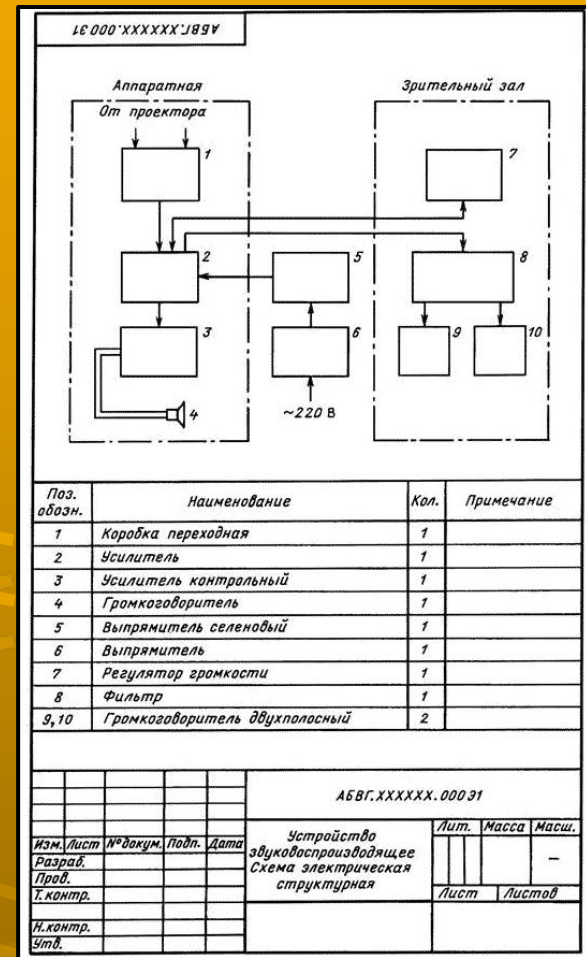 АБВГ.XXXXXX.000 Э1
Аппаратная
Зрительный зал
От проектора
1
7
2
5
8
3
6
9
10
4
~220 В
Поз. обозн. Наименование Кол. Примечание
1 Коробка переходная 1
2 Усилитель 1
3 Усилитель контрольный 1
4 Громкоговоритель 1
5 Выпрямитель селеновый 1
6 Выпрямитель 1
7 Регулятор громкости 1
8 Фильтр 1
9,10 Громкоговоритель двухполосный 2
АБВГ.XXXXXX.000 Э1
Изм. Лист № докум. Подп. Дата
Разраб.
Пров.
Т.контр.
Н.контр.
Утв.
Устройство
звуковоспроизводящее
Схема электрическая
структурная
Лит. Масса Масш.
–
Лист Листов